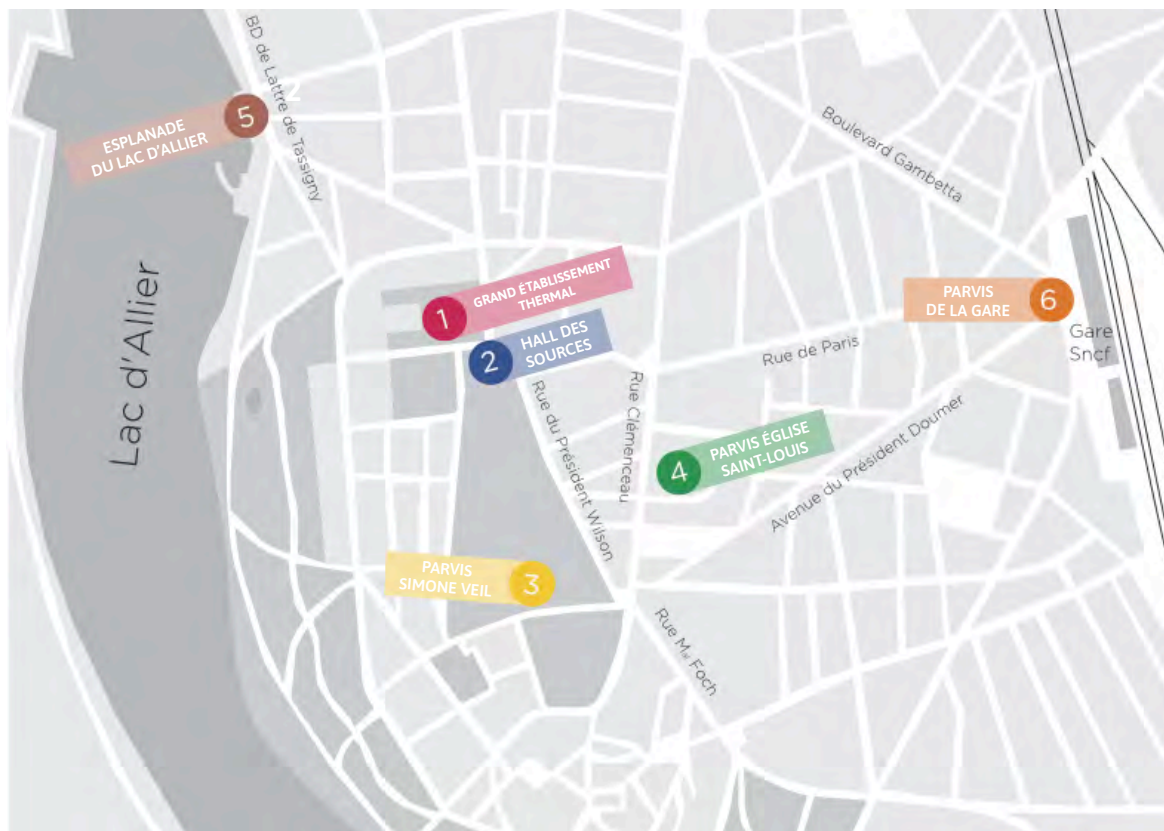 BD de Lattre de Tassigny
5
ESPLANADE
DU LAC D'ALLIER
Boulevard Gambetta
Lac d'Allier
1
GRAND ÉTABLISSEMENT
THERMAL
2
HALL DES
SOURCES
PARVIS
DE LA GARE
6
Gare
Sncf
Rue de Paris
Rue du Président Wilson
Rue Clémenceau
4
PARVIS ÉGLISE
SAINT-LOUIS
Avenue du Président Doumer
PARVIS
SIMONE VEIL
3
Rue Mal Foch